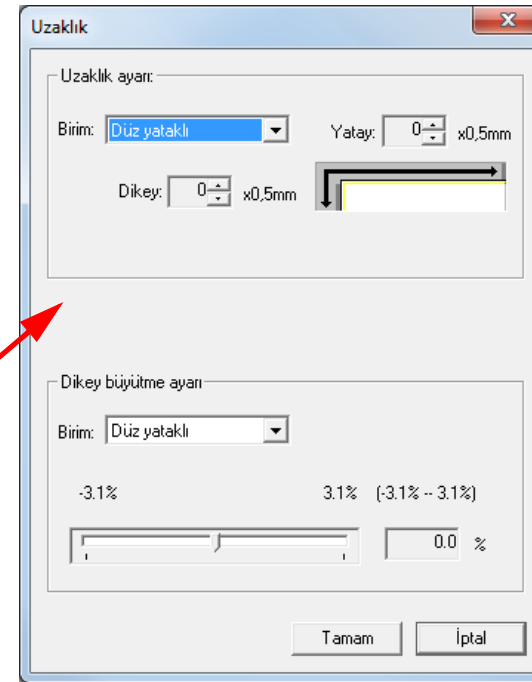 Uzaklık
Uzaklık ayarı:
Birim: Düz yataklı Yatay: 0 x0,5mm
Dikey: 0 x0,5mm
Dikey büyütme ayarı
Birim: Düz yataklı
-3.1% 3.1% (-3.1% -- 3.1%)
0.0 %
Tamam İptal